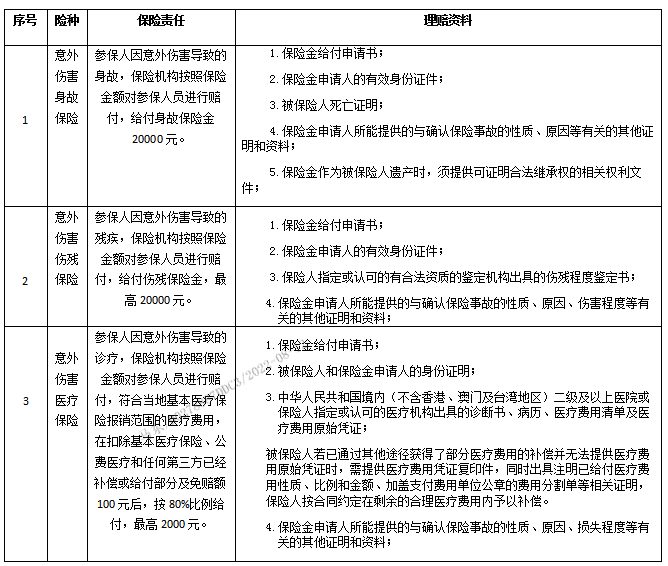 序号 险种 保险责任 理赔资料
1
意外
伤害
身故
保险
参保人因意外伤害导致的
身故，保险机构按照保险
金额对参保人员进行赔
付，给付身故保险金
20000 元。
1. 保险金给付申请书；
2. 保险金申请人的有效身份证件；
3. 被保险人死亡证明；
4. 保险金申请人所能提供的与确认保险事故的性质、原因等有关的其他证
明和资料；
5. 保险金作为被保险人遗产时，须提供可证明合法继承权的相关权利文
件；
2
意外
伤害
伤残
保险
参保人因意外伤害导致的
残疾，保险机构按照保险
金额对参保人员进行赔
付，给付伤残保险金，最
高 20000 元。
1. 保险金给付申请书；
2. 保险金申请人的有效身份证件；
3. 保险人指定或认可的有合法资质的鉴定机构出具的伤残程度鉴定书；
4. 保险金申请人所能提供的与确认保险事故的性质、原因、伤害程度等有
关的其他证明和资料；
3
意外
伤害
医疗
保险
参保人因意外伤害导致的
诊疗，保险机构按照保险
金额对参保人员进行赔
付，符合当地基本医疗保
险报销范围的医疗费用，
在扣除基本医疗保险、公
费医疗和任何第三方已经
补偿或给付部分及免赔额
100 元后，按 80%比例给
付，最高 2000 元。
1. 保险金给付申请书；
2. 被保险人和保险金申请人的身份证明；
3. 中华人民共和国境内（不含香港、澳门及台湾地区）二级及以上医院或
保险人指定或认可的医疗机构出具的诊断书、病历、医疗费用清单及医
疗费用原始凭证；
被保险人若已通过其他途径获得了部分医疗费用的补偿并无法提供医疗费
用原始凭证时，需提供医疗费用凭证复印件，同时出具注明已给付医疗费
用性质、比例和金额、加盖支付费用单位公章的费用分割单等相关证明，
保险人按合同约定在剩余的合理医疗费用内予以补偿。
4. 保险金申请人所能提供的与确认保险事故的性质、原因、损失程度等有
关的其他证明和资料；